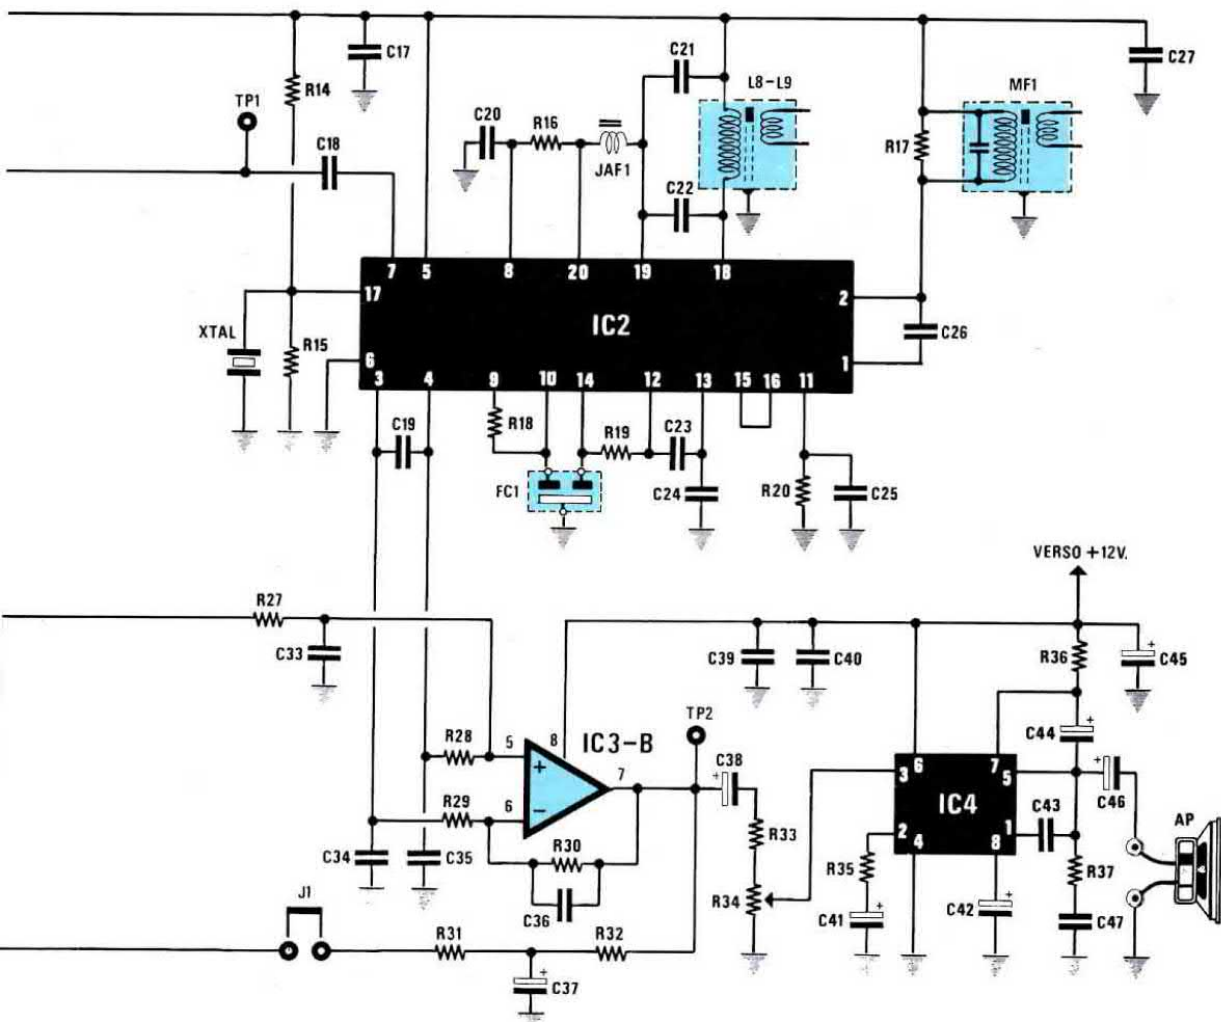 C17
C21
L8-L9
C27
R14
MF1
TP1
C20
R16
R17
C18
JAF1
C22
7 5 8 20 19 18
17
2
XTAL
IC2
C26
R15
6
1
3 4 9 10 14 12 13 15 16 11
C19
R18
R19
C23
FC1
C24
R20
C25
VERSO +12V.
R27
C33
C39
C40
R36
+
C45
TP2
R28
5
8
IC3-B
+
C38
C44
+
+
7
3
6
7
5
+
R29
6
–
IC4
C43
C46
AP
C34
C35
R30
R33
2
4
8
1
R35
R37
J1
C36
R34
C41
+
C42
+
C47
R31
R32
+
C37